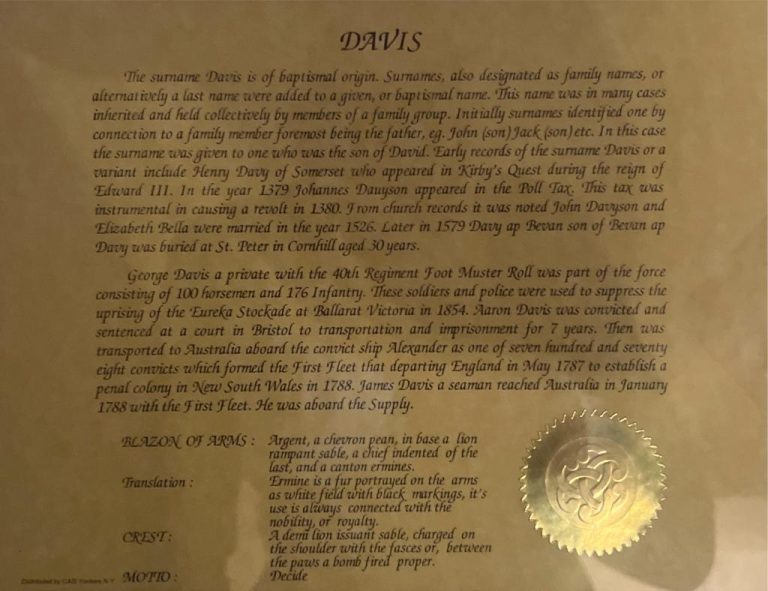 DAVIS
The surname Davis is of baptismal origin. Surnames, also designated as family names, or
alternatively a last name were added to a given, or baptismal name. This name was in many cases
inherited and held collectively by members of a family group. Initially surnames identified one by
connection to a family member foremost being the father, eg. John (son) Jack (son) etc. In this case
the surname was given to one who was the son of David. Early records of the surname Davis or a
variant include Henry Davy of Somerset who appeared in Kirby's Quest during the reign of
Edward III. In the year 1379 Johannes Dauyson appeared in the Poll Tax. This tax was
instrumental in causing a revolt in 1380. From church records it was noted John Davyson and
Elizabeth Bella were married in the year 1526. Later in 1579 Davy ap Bevan son of Bevan ap
Davy was buried at St. Peter in Cornhill aged 30 years.
George Davis a private with the 40th Regiment Foot Muster Roll was part of the force
consisting of 100 horsemen and 176 Infantry. These soldiers and police were used to suppress the
uprising of the Eureka Stockade at Ballarat Victoria in 1854. Aaron Davis was convicted and
sentenced at a court in Bristol to transportation and imprisonment for 7 years. Then was
transported to Australia aboard the convict ship Alexander as one of seven hundred and seventy
eight convicts which formed the First Fleet that departing England in May 1787 to establish a
penal colony in New South Wales in 1788. James Davis a seaman reached Australia in January
1788 with the First Fleet. He was aboard the Supply.
BLAZON OF ARMS : Argent, a chevron pean, in base a lion
rampant sable, a chief indented of the
last, and a canton ermines.
Translation : Ermine is a fur portrayed on the arms
as white field with black markings, it's
use is always connected with the
nobility, or royalty.
CREST : A demi lion issuant sable, charged on
the shoulder with the fasces or, between
the paws a bomb fired proper.
MOTTO : Decide
Distributed by Yonkers N.Y.